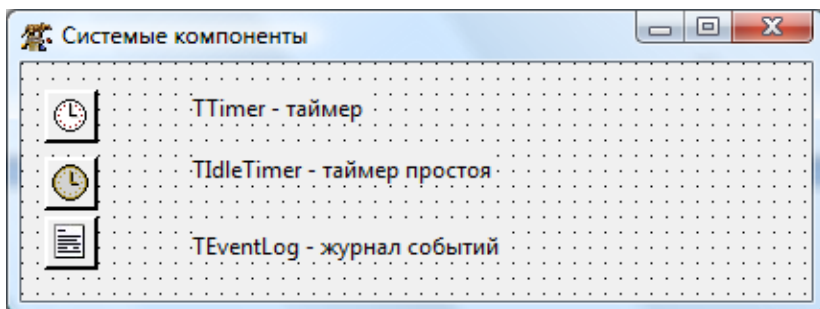 Системые компоненты
TTimer - таймер
TIdleTimer - таймер простоя
TEventLog - журнал событий